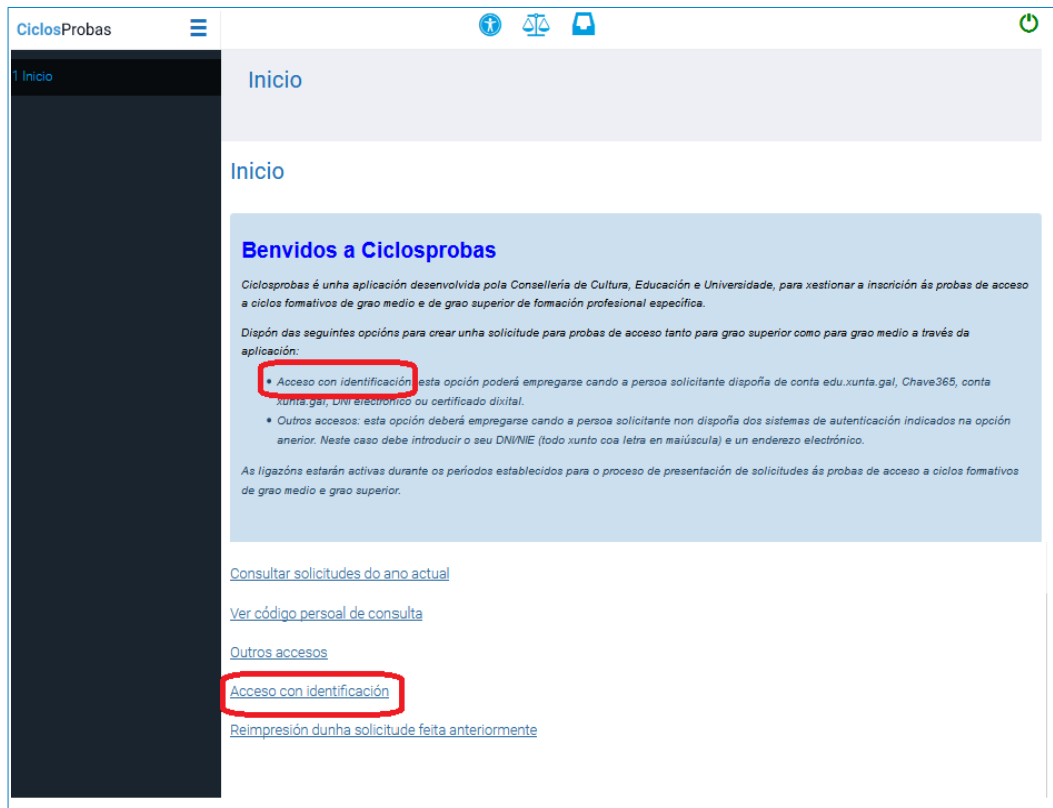 CiclosProbas
1 Inicio
Inicio
Inicio
Benvidos a Ciclosprobas
Ciclosprobas é unha aplicación desenvolvida pola Consellería de Cultura, Educación e Universidade, para xestionar a inscrición ás probas de acceso
a ciclos formativos de grao medio e de grao superior de formación profesional específica.
Dispón das seguintes opcións para crear unha solicitude para probas de acceso tanto para grao superior como para grao medio a través da
aplicación:
• Acceso con identificación: esta opción poderá empregarse cando a persoa solicitante dispoña de conta edu.xunta.gal, Chave365, conta
xunta.gal, DNI electrónico ou certificado dixital.
• Outros accesos: esta opción deberá empregarse cando a persoa solicitante non dispoña dos sistemas de autenticación indicados na opción
anerior. Neste caso debe introducir o seu DNI/NIE (todo xunto coa letra en maiúscula) e un enderezo electrónico.
As ligazóns estarán activas durante os períodos establecidos para o proceso de presentación de solicitudes ás probas de acceso a ciclos formativos
de grao medio e grao superior.
Consultar solicitudes do ano actual
Ver código persoal de consulta
Outros accesos
Acceso con identificación
Reimpresión dunha solicitude feita anteriormente